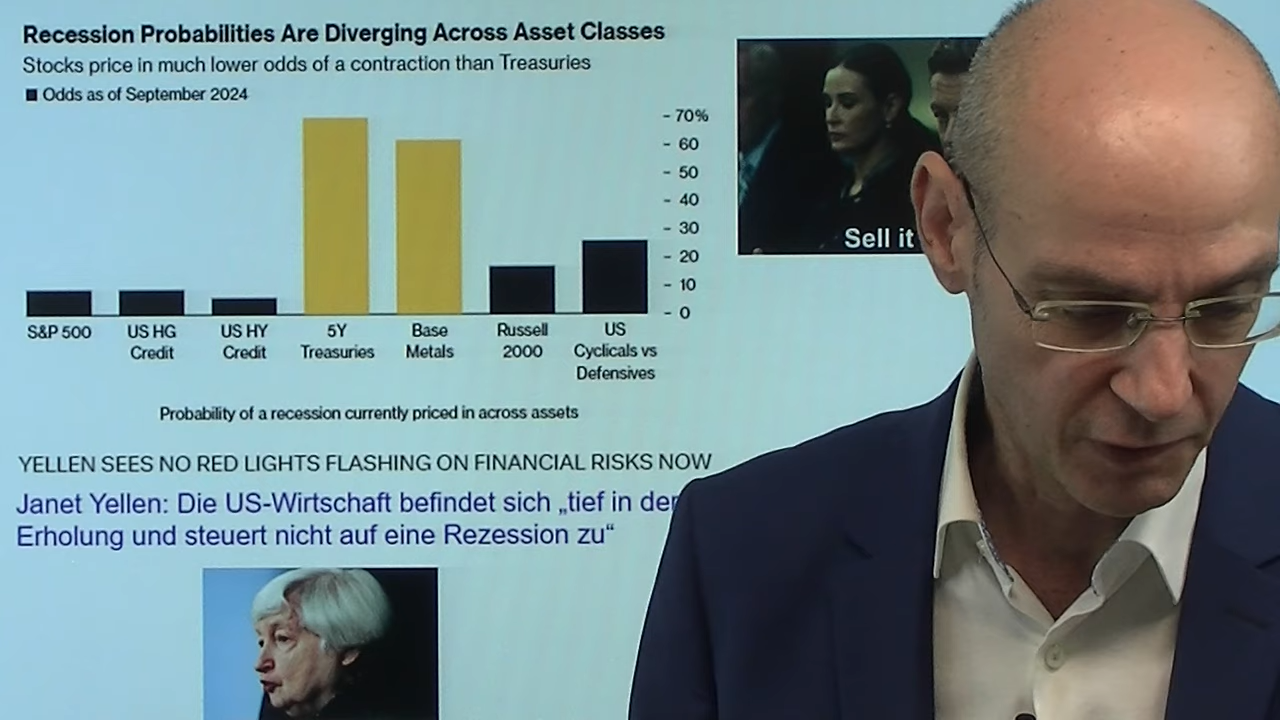 Recession Probabilities Are Diverging Across Asset Classes
Stocks price in much lower odds of a contraction than Treasuries
Odds as of September 2024
- 70%
- 60
- 50
- 40
- 30
- 20
- 10
- 0
S&P 500
US HG
Credit
US HY
Credit
5Y
Treasuries
Base
Metals
Russell
2000
US
Cyclicals vs
Defensives
Probability of a recession currently priced in across assets
Sell it
YELLEN SEES NO RED LIGHTS FLASHING ON FINANCIAL RISKS NOW
Janet Yellen: Die US-Wirtschaft befindet sich „tief in der
Erholung und steuert nicht auf eine Rezession zu“